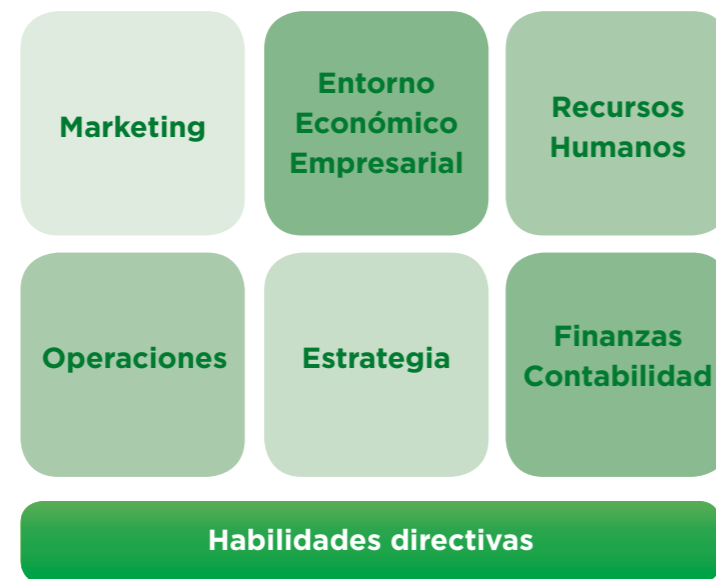 Marketing
Entorno
Económico
Empresarial
Recursos
Humanos
Operaciones
Estrategia
Finanzas
Contabilidad
Habilidades directivas